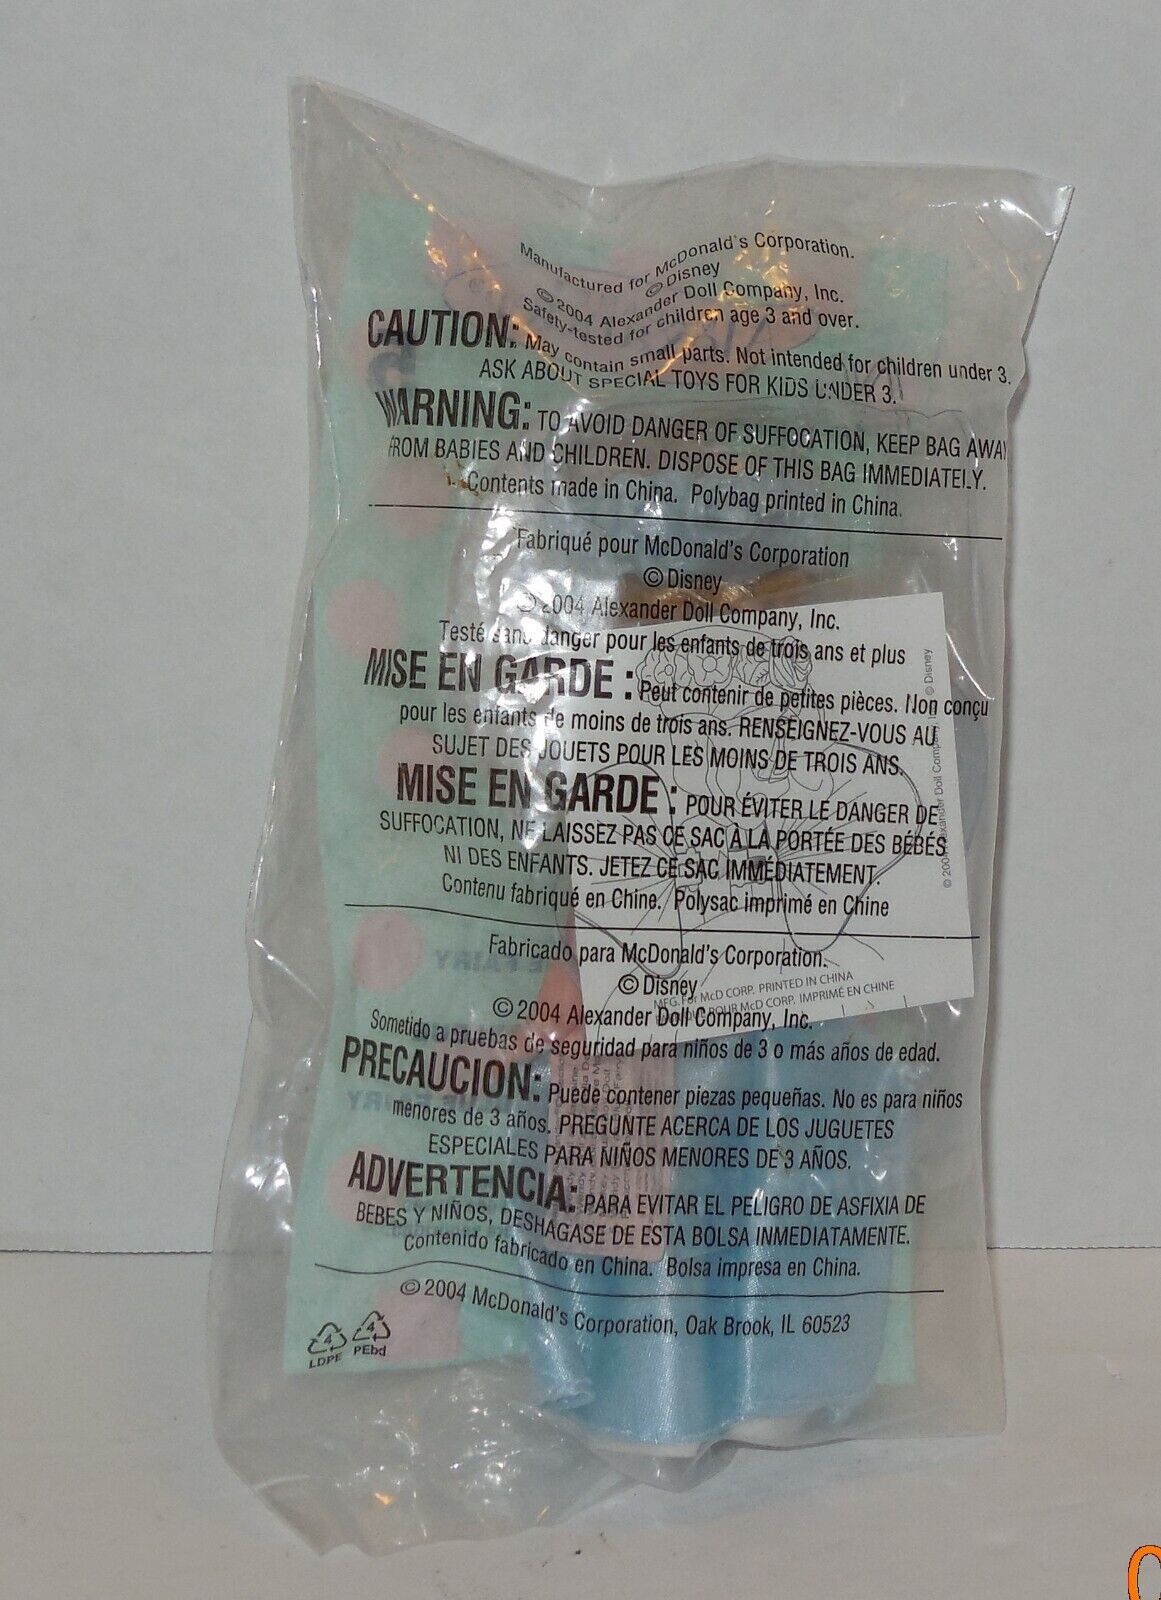 Manufactured for McDonald's Corporation.
© Disney
© 2004 Alexander Doll Company, Inc.
Safety-tested for children age 3 and over.
CAUTION: May contain small parts. Not intended for children under 3.
ASK ABOUT SPECIAL TOYS FOR KIDS UNDER 3.
WARNING: TO AVOID DANGER OF SUFFOCATION, KEEP BAG AWAY
FROM BABIES AND CHILDREN. DISPOSE OF THIS BAG IMMEDIATELY.
Contents made in China. Polybag printed in China.
Fabriqué pour McDonald's Corporation
© Disney
© 2004 Alexander Doll Company, Inc.
Testé sans danger pour les enfants de trois ans et plus
MISE EN GARDE : Peut contenir de petites pièces. Non conçu
pour les enfants de moins de trois ans. RENSEIGNEZ-VOUS AU
SUJET DES JOUETS POUR LES MOINS DE TROIS ANS.
MISE EN GARDE : POUR ÉVITER LE DANGER DE
SUFFOCATION, NE LAISSEZ PAS CE SAC À LA PORTÉE DES BÉBÉS
NI DES ENFANTS. JETEZ CE SAC IMMÉDIATEMENT.
Contenu fabriqué en Chine. Polysac imprimé en Chine
© 2004 Alexander Doll Company © Disney
MFG. For McD CORP. PRINTED IN CHINA
POUR McD CORP. IMPRIMÉ EN CHINE
Fabricado para McDonald's Corporation.
© Disney
© 2004 Alexander Doll Company, Inc.
Sometido a pruebas de seguridad para niños de 3 o más años de edad.
PRECAUCION: Puede contener piezas pequeñas. No es para niños
menores de 3 años. PREGUNTE ACERCA DE LOS JUGUETES
ESPECIALES PARA NIÑOS MENORES DE 3 AÑOS.
ADVERTENCIA: PARA EVITAR EL PELIGRO DE ASFIXIA DE
BEBES Y NIÑOS, DESHAGASE DE ESTA BOLSA INMEDIATAMENTE.
Contenido fabricado en China. Bolsa impresa en China.
© 2004 McDonald's Corporation, Oak Brook, IL 60523
4 4
LDPE PEbd
FAIRY